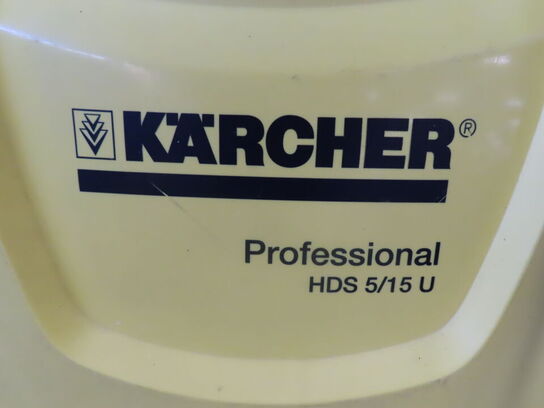 KÄRCHER®
Professional
HDS 5/15 U